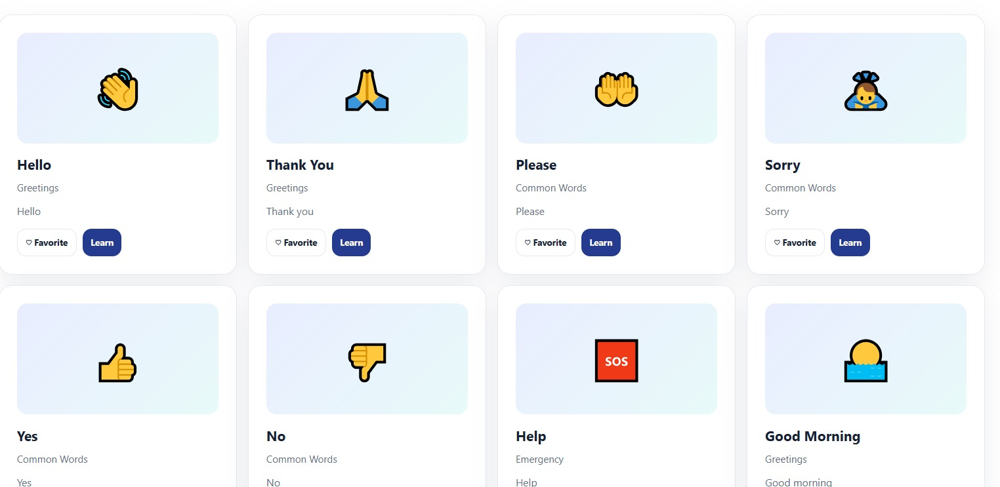 Hello
Greetings
Hello
♡ Favorite Learn
Thank You
Greetings
Thank you
♡ Favorite Learn
Please
Common Words
Please
♡ Favorite Learn
Sorry
Common Words
Sorry
♡ Favorite Learn
Yes
Common Words
Yes
No
Common Words
No
SOS
Help
Emergency
Help
Good Morning
Greetings
Good morning